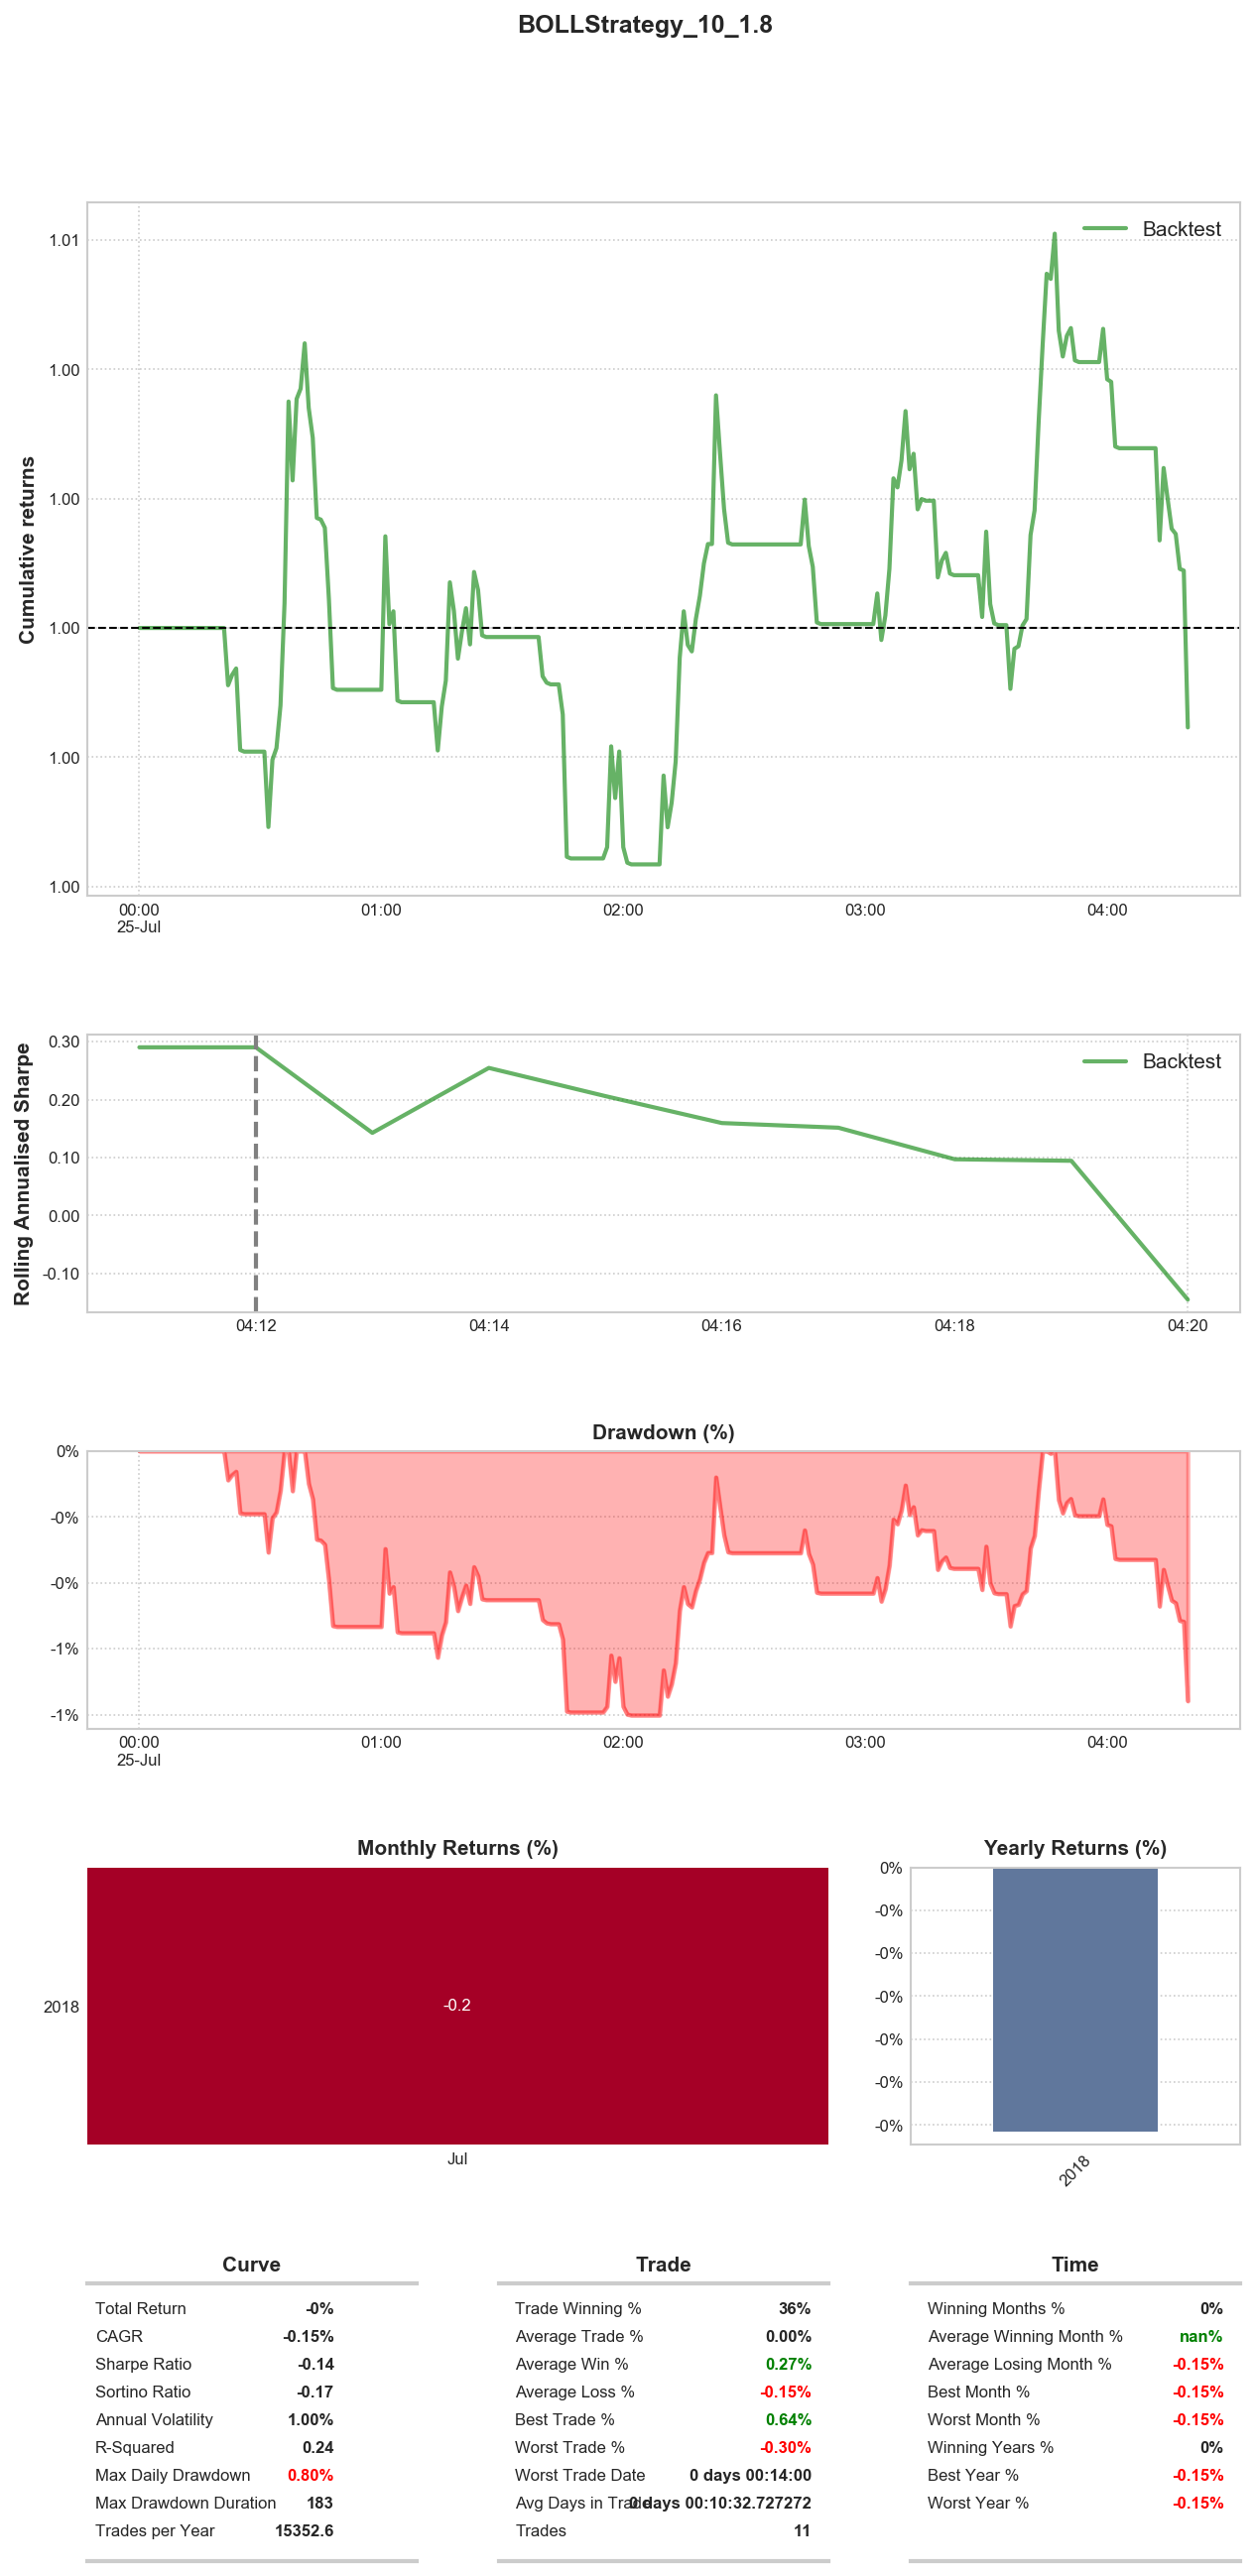 BOLLStrategy_10_1.8
Cumulative returns
Backtest
1.01
1.00
1.00
1.00
1.00
1.00
00:00
25-Jul
01:00
02:00
03:00
04:00
Rolling Annualised Sharpe
Backtest
0.30
0.20
0.10
0.00
-0.10
04:12
04:14
04:16
04:18
04:20
Drawdown (%)
0%
-0%
-0%
-1%
-1%
00:00
25-Jul
01:00
02:00
03:00
04:00
Monthly Returns (%)
2018
-0.2
Jul
Yearly Returns (%)
0%
-0%
-0%
-0%
-0%
-0%
-0%
2018
Curve
Total Return -0%
CAGR -0.15%
Sharpe Ratio -0.14
Sortino Ratio -0.17
Annual Volatility 1.00%
R-Squared 0.24
Max Daily Drawdown 0.80%
Max Drawdown Duration 183
Trades per Year 15352.6
Trade
Trade Winning % 36%
Average Trade % 0.00%
Average Win % 0.27%
Average Loss % -0.15%
Best Trade % 0.64%
Worst Trade % -0.30%
Worst Trade Date 0 days 00:14:00
Avg Days in Trade 0 days 00:10:32.727272
Trades 11
Time
Winning Months % 0%
Average Winning Month % nan%
Average Losing Month % -0.15%
Best Month % -0.15%
Worst Month % -0.15%
Winning Years % 0%
Best Year % -0.15%
Worst Year % -0.15%